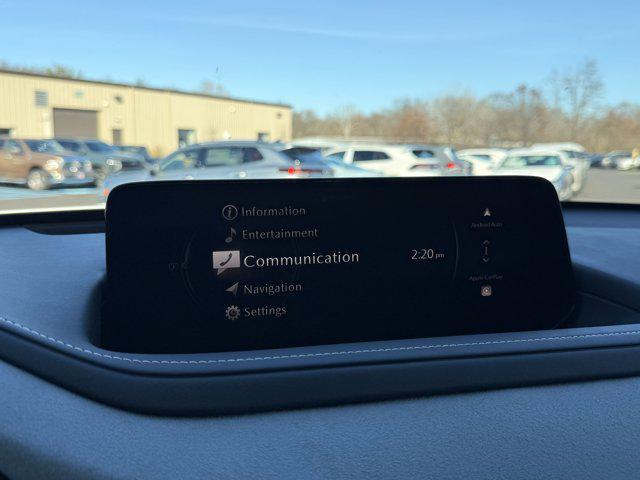 Information
Entertainment
Communication
2:20 pm
Navigation
Settings
Android Auto
Apple CarPlay